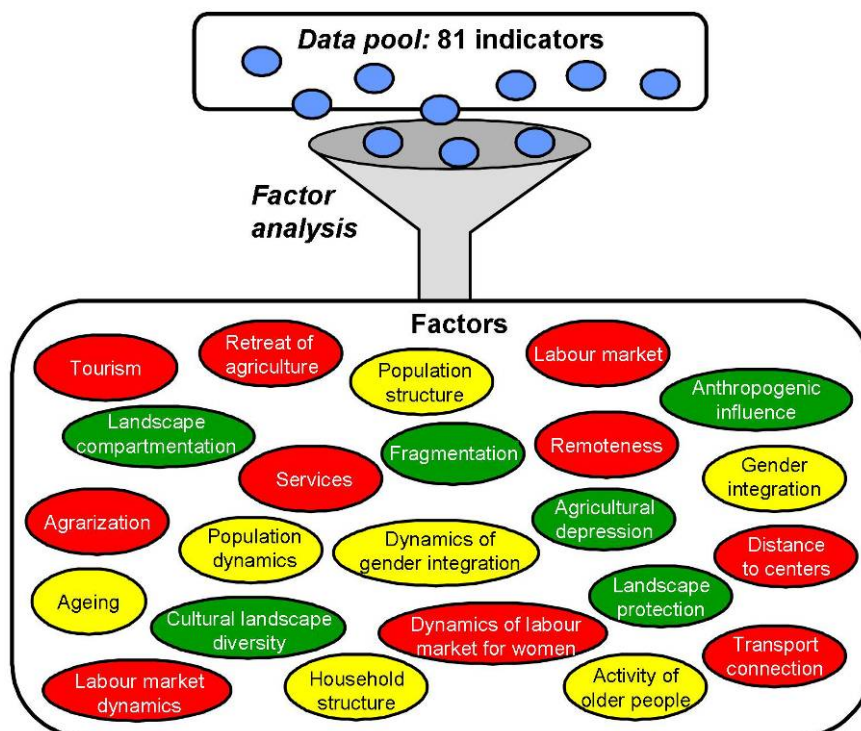 Data pool: 81 indicators
Factor
analysis
Factors
Tourism
Retreat of
agriculture
Population
structure
Labour market
Anthropogenic
influence
Landscape
compartmentation
Fragmentation
Remoteness
Services
Gender
integration
Agrarization
Population
dynamics
Dynamics of
gender integration
Agricultural
depression
Distance
to centers
Ageing
Cultural landscape
diversity
Dynamics of labour
market for women
Landscape
protection
Transport
connection
Labour market
dynamics
Household
structure
Activity of
older people